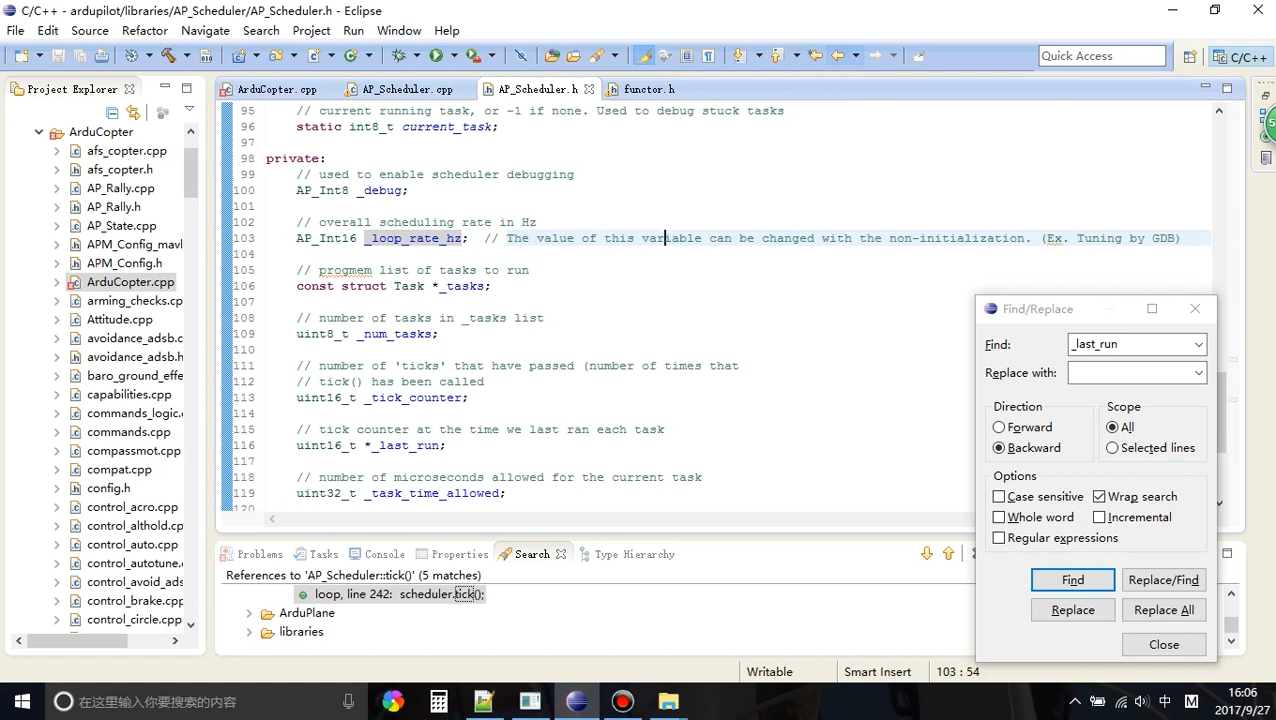 C/C++ - ardupilot/libraries/AP_Scheduler/AP_Scheduler.h - Eclipse
File Edit Source Refactor Navigate Search Project Run Window Help
Quick Access
C/C++
Project Explorer
ArduCopter.cpp
AP_Scheduler.cpp
AP_Scheduler.h
functor.h
ArduCopter
afs_copter.cpp
afs_copter.h
AP_Rally.cpp
AP_Rally.h
AP_State.cpp
APM_Config_mavl
APM_Config.h
ArduCopter.cpp
arming_checks.cp
Attitude.cpp
avoidance_adsb.c
avoidance_adsb.h
baro_ground_effe
capabilities.cpp
commands_logic.c
commands.cpp
compassmot.cpp
compat.cpp
config.h
control_acro.cpp
control_althold.cp
control_auto.cpp
control_autotune.c
control_avoid_ads
control_brake.cpp
control_circle.cpp
95 // current running task, or -1 if none. Used to debug stuck tasks
96 static int8_t current_task;
97
98 private:
99 // used to enable scheduler debugging
100 AP_Int8 _debug;
101
102 // overall scheduling rate in Hz
103 AP_Int16 _loop_rate_hz; // The value of this variable can be changed with the non-initialization. (Ex. Tuning by GDB)
104
105 // progmem list of tasks to run
106 const struct Task *_tasks;
107
108 // number of tasks in _tasks list
109 uint8_t _num_tasks;
110
111 // number of 'ticks' that have passed (number of times that
112 // tick() has been called
113 uint16_t _tick_counter;
114
115 // tick counter at the time we last ran each task
116 uint16_t *_last_run;
117
118 // number of microseconds allowed for the current task
119 uint32_t _task_time_allowed;
120
Find/Replace
Find: _last_run
Replace with:
Direction
Forward
Backward
Scope
All
Selected lines
Options
Case sensitive
Wrap search
Whole word
Incremental
Regular expressions
Find
Replace/Find
Replace
Replace All
Close
Problems Tasks Console Properties Search Type Hierarchy
References to 'AP_Scheduler::tick()' (5 matches)
loop, line 242: scheduler.tick();
ArduPlane
libraries
Writable
Smart Insert
103 : 54
在这里输入你要搜索的内容
中
M
16:06
2017/9/27